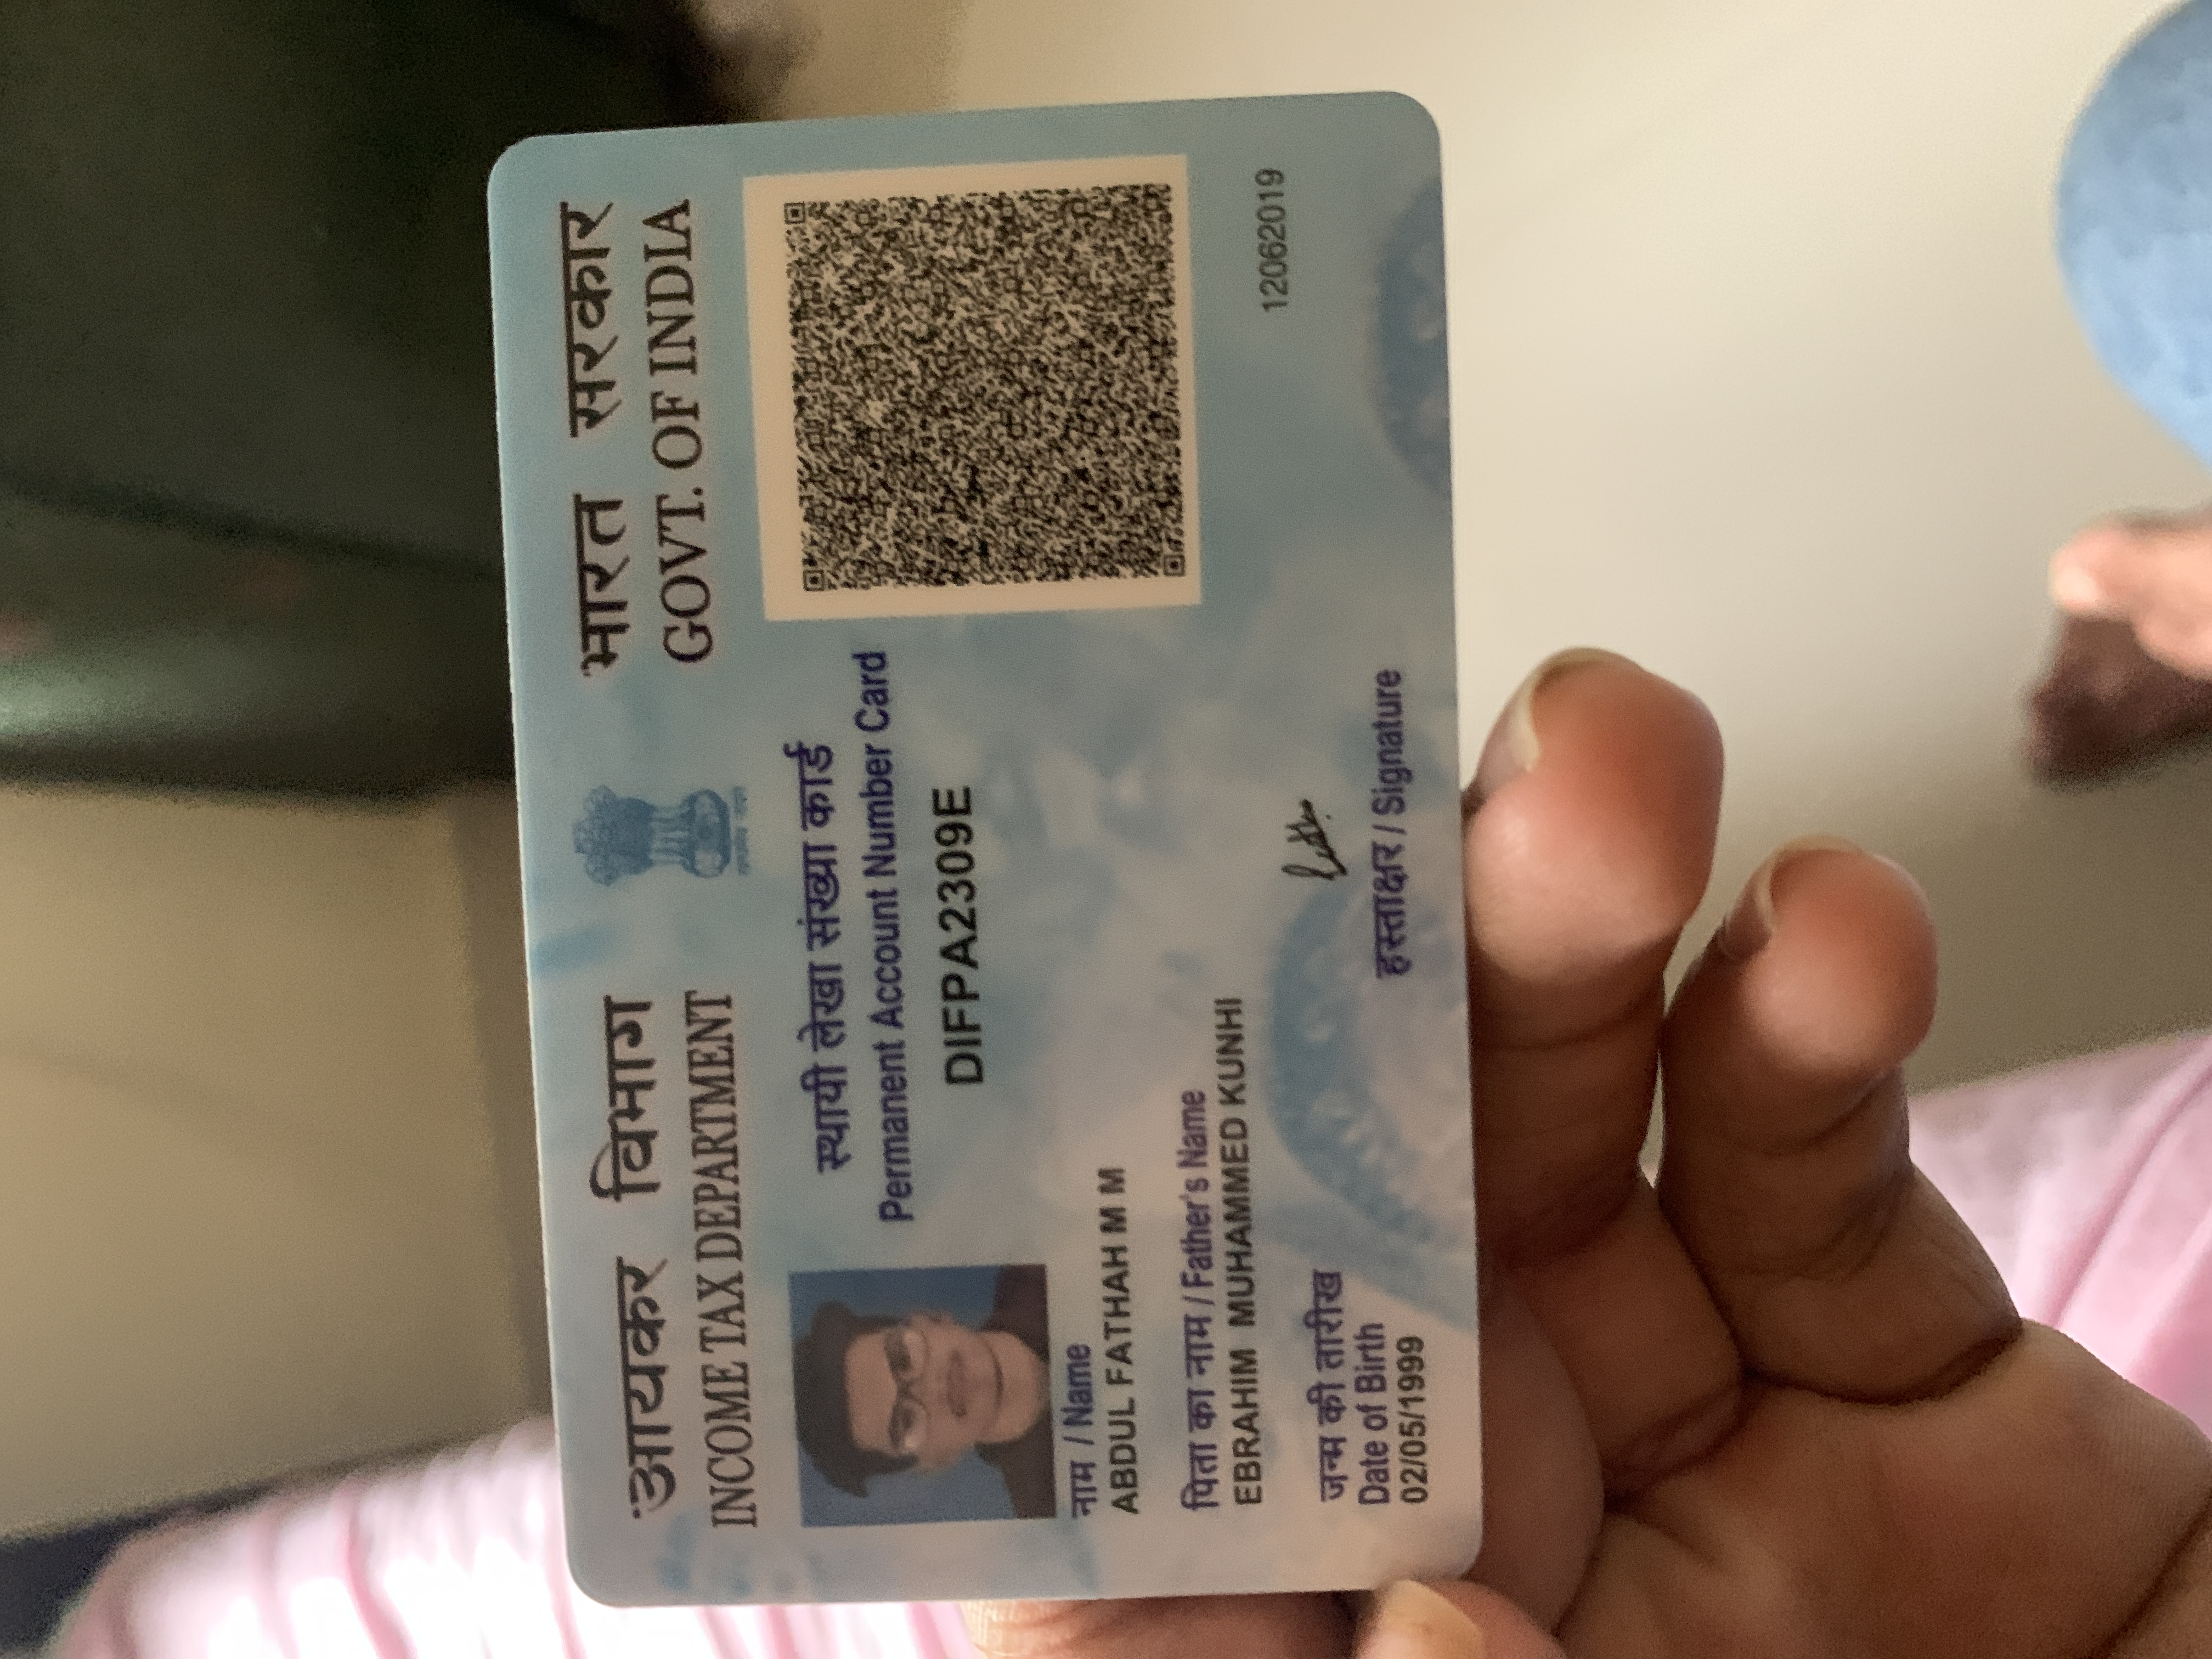 आयकर विभाग
INCOME TAX DEPARTMENT
भारत सरकार
GOVT. OF INDIA
स्थायी लेखा संख्या कार्ड
Permanent Account Number Card
DIFPA2309E
नाम / Name
ABDUL FATHAH M M
पिता का नाम / Father's Name
EBRAHIM MUHAMMED KUNHI
जन्म की तारीख
Date of Birth
02/05/1999
हस्ताक्षर / Signature
12062019